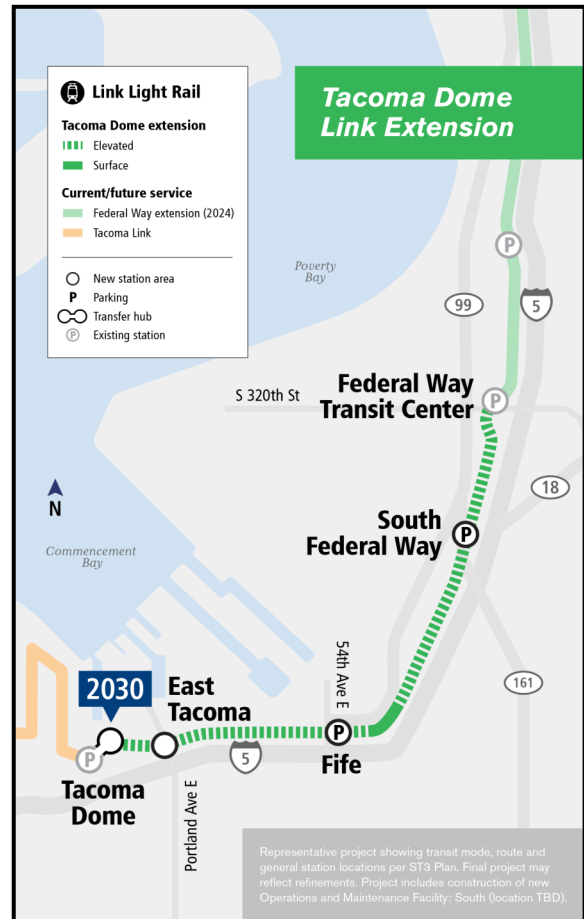 Link Light Rail
Tacoma Dome extension
Elevated
Surface
Current/future service
Federal Way extension (2024)
Tacoma Link
New station area
P Parking
Transfer hub
P Existing station
Tacoma Dome
Link Extension
Poverty
Bay
P
99
5
Federal Way
Transit Center
P
S 320th St
18
N
South
Federal Way
P
Commencement
Bay
54th Ave E
161
2030
East
Tacoma
P
Fife
5
P
Tacoma
Dome
Portland Ave E
Representative project showing transit mode, route and
general station locations per ST3 Plan. Final project may
reflect refinements. Project includes construction of new
Operations and Maintenance Facility: South (location TBD).